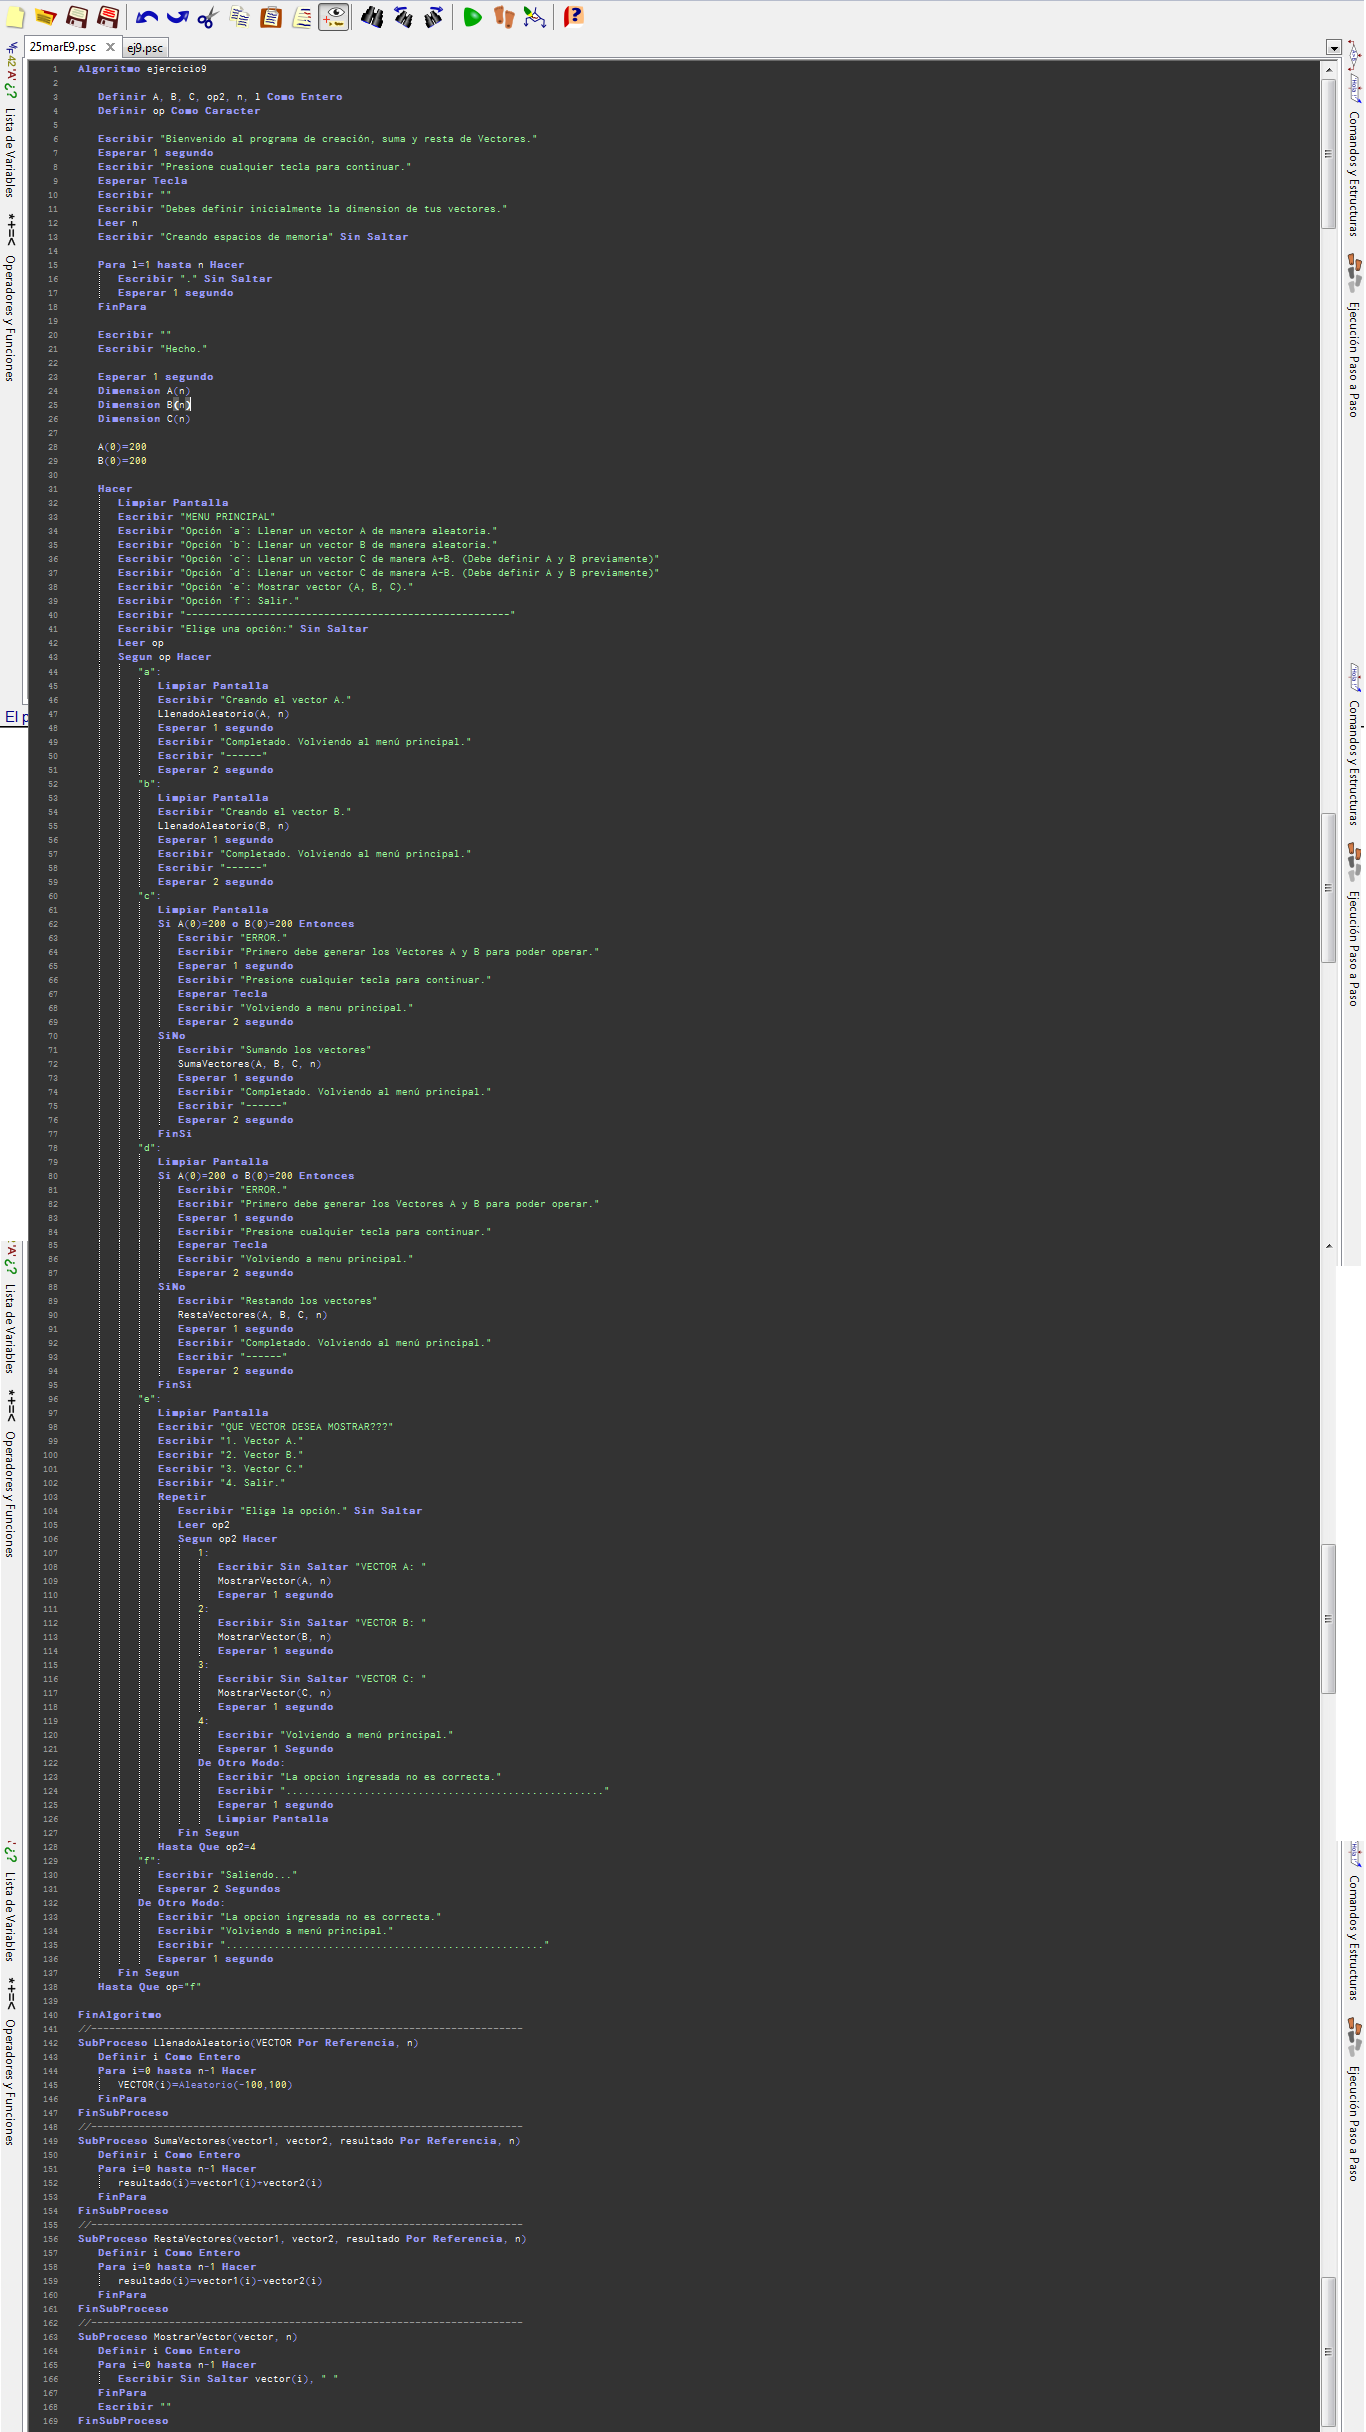 25marE9.psc X ej9.psc
Lista de Variables
*+=< Operadores y Funciones
Comandos y Estructuras
Ejecución Paso a Paso
1 Algoritmo ejercicio9
2
3 Definir A, B, C, op2, n, l Como Entero
4 Definir op Como Caracter
5
6 Escribir "Bienvenido al programa de creación, suma y resta de Vectores."
7 Esperar 1 segundo
8 Escribir "Presione cualquier tecla para continuar."
9 Esperar Tecla
10 Escribir ""
11 Escribir "Debes definir inicialmente la dimension de tus vectores."
12 Leer n
13 Escribir "Creando espacios de memoria" Sin Saltar
14
15 Para l=1 hasta n Hacer
16 Escribir "." Sin Saltar
17 Esperar 1 segundo
18 FinPara
19
20 Escribir ""
21 Escribir "Hecho."
22
23 Esperar 1 segundo
24 Dimension A(n)
25 Dimension B(n)
26 Dimension C(n)
27
28 A(0)=200
29 B(0)=200
30
31 Hacer
32 Limpiar Pantalla
33 Escribir "MENU PRINCIPAL"
34 Escribir "Opción `a`: Llenar un vector A de manera aleatoria."
35 Escribir "Opción `b`: Llenar un vector B de manera aleatoria."
36 Escribir "Opción `c`: Llenar un vector C de manera A+B. (Debe definir A y B previamente)"
37 Escribir "Opción `d`: Llenar un vector C de manera A-B. (Debe definir A y B previamente)"
38 Escribir "Opción `e`: Mostrar vector (A, B, C)."
39 Escribir "Opción `f`: Salir."
40 Escribir "------------------------------------------------------"
41 Escribir "Elige una opción:" Sin Saltar
42 Leer op
43 Segun op Hacer
44 "a":
45 Limpiar Pantalla
46 Escribir "Creando el vector A."
47 LlenadoAleatorio(A, n)
48 Esperar 1 segundo
49 Escribir "Completado. Volviendo al menú principal."
50 Escribir "------"
51 Esperar 2 segundo
52 "b":
53 Limpiar Pantalla
54 Escribir "Creando el vector B."
55 LlenadoAleatorio(B, n)
56 Esperar 1 segundo
57 Escribir "Completado. Volviendo al menú principal."
58 Escribir "------"
59 Esperar 2 segundo
60 "c":
61 Limpiar Pantalla
62 Si A(0)=200 o B(0)=200 Entonces
63 Escribir "ERROR."
64 Escribir "Primero debe generar los Vectores A y B para poder operar."
65 Esperar 1 segundo
66 Escribir "Presione cualquier tecla para continuar."
67 Esperar Tecla
68 Escribir "Volviendo a menu principal."
69 Esperar 2 segundo
70 SiNo
71 Escribir "Sumando los vectores"
72 SumaVectores(A, B, C, n)
73 Esperar 1 segundo
74 Escribir "Completado. Volviendo al menú principal."
75 Escribir "------"
76 Esperar 2 segundo
77 FinSi
78 "d":
79 Limpiar Pantalla
80 Si A(0)=200 o B(0)=200 Entonces
81 Escribir "ERROR."
82 Escribir "Primero debe generar los Vectores A y B para poder operar."
83 Esperar 1 segundo
84 Escribir "Presione cualquier tecla para continuar."
85 Esperar Tecla
86 Escribir "Volviendo a menu principal."
87 Esperar 2 segundo
88 SiNo
89 Escribir "Restando los vectores"
90 RestaVectores(A, B, C, n)
91 Esperar 1 segundo
92 Escribir "Completado. Volviendo al menú principal."
93 Escribir "------"
94 Esperar 2 segundo
95 FinSi
96 "e":
97 Limpiar Pantalla
98 Escribir "QUE VECTOR DESEA MOSTRAR???"
99 Escribir "1. Vector A."
100 Escribir "2. Vector B."
101 Escribir "3. Vector C."
102 Escribir "4. Salir."
103 Repetir
104 Escribir "Eliga la opción." Sin Saltar
105 Leer op2
106 Segun op2 Hacer
107 1:
108 Escribir Sin Saltar "VECTOR A: "
109 MostrarVector(A, n)
110 Esperar 1 segundo
111 2:
112 Escribir Sin Saltar "VECTOR B: "
113 MostrarVector(B, n)
114 Esperar 1 segundo
115 3:
116 Escribir Sin Saltar "VECTOR C: "
117 MostrarVector(C, n)
118 Esperar 1 segundo
119 4:
120 Escribir "Volviendo a menú principal."
121 Esperar 1 Segundo
122 De Otro Modo:
123 Escribir "La opcion ingresada no es correcta."
124 Escribir "....................................................."
125 Esperar 1 segundo
126 Limpiar Pantalla
127 Fin Segun
128 Hasta Que op2=4
129 "f":
130 Escribir "Saliendo..."
131 Esperar 2 Segundos
132 De Otro Modo:
133 Escribir "La opcion ingresada no es correcta."
134 Escribir "Volviendo a menú principal."
135 Escribir "....................................................."
136 Esperar 1 segundo
137 Fin Segun
138 Hasta Que op="f"
139
140 FinAlgoritmo
141 //------------------------------------------------------------------------
142 SubProceso LlenadoAleatorio(VECTOR Por Referencia, n)
143 Definir i Como Entero
144 Para i=0 hasta n-1 Hacer
145 VECTOR(i)=Aleatorio(-100,100)
146 FinPara
147 FinSubProceso
148 //------------------------------------------------------------------------
149 SubProceso SumaVectores(vector1, vector2, resultado Por Referencia, n)
150 Definir i Como Entero
151 Para i=0 hasta n-1 Hacer
152 resultado(i)=vector1(i)+vector2(i)
153 FinPara
154 FinSubProceso
155 //------------------------------------------------------------------------
156 SubProceso RestaVectores(vector1, vector2, resultado Por Referencia, n)
157 Definir i Como Entero
158 Para i=0 hasta n-1 Hacer
159 resultado(i)=vector1(i)-vector2(i)
160 FinPara
161 FinSubProceso
162 //------------------------------------------------------------------------
163 SubProceso MostrarVector(vector, n)
164 Definir i Como Entero
165 Para i=0 hasta n-1 Hacer
166 Escribir Sin Saltar vector(i), " "
167 FinPara
168 Escribir ""
169 FinSubProceso
El p
Comandos y Estructuras
Ejecución Paso a Paso
Lista de Variables
*+=< Operadores y Funciones
Lista de Variables
*+=< Operadores y Funciones
Comandos y Estructuras
Ejecución Paso a Paso